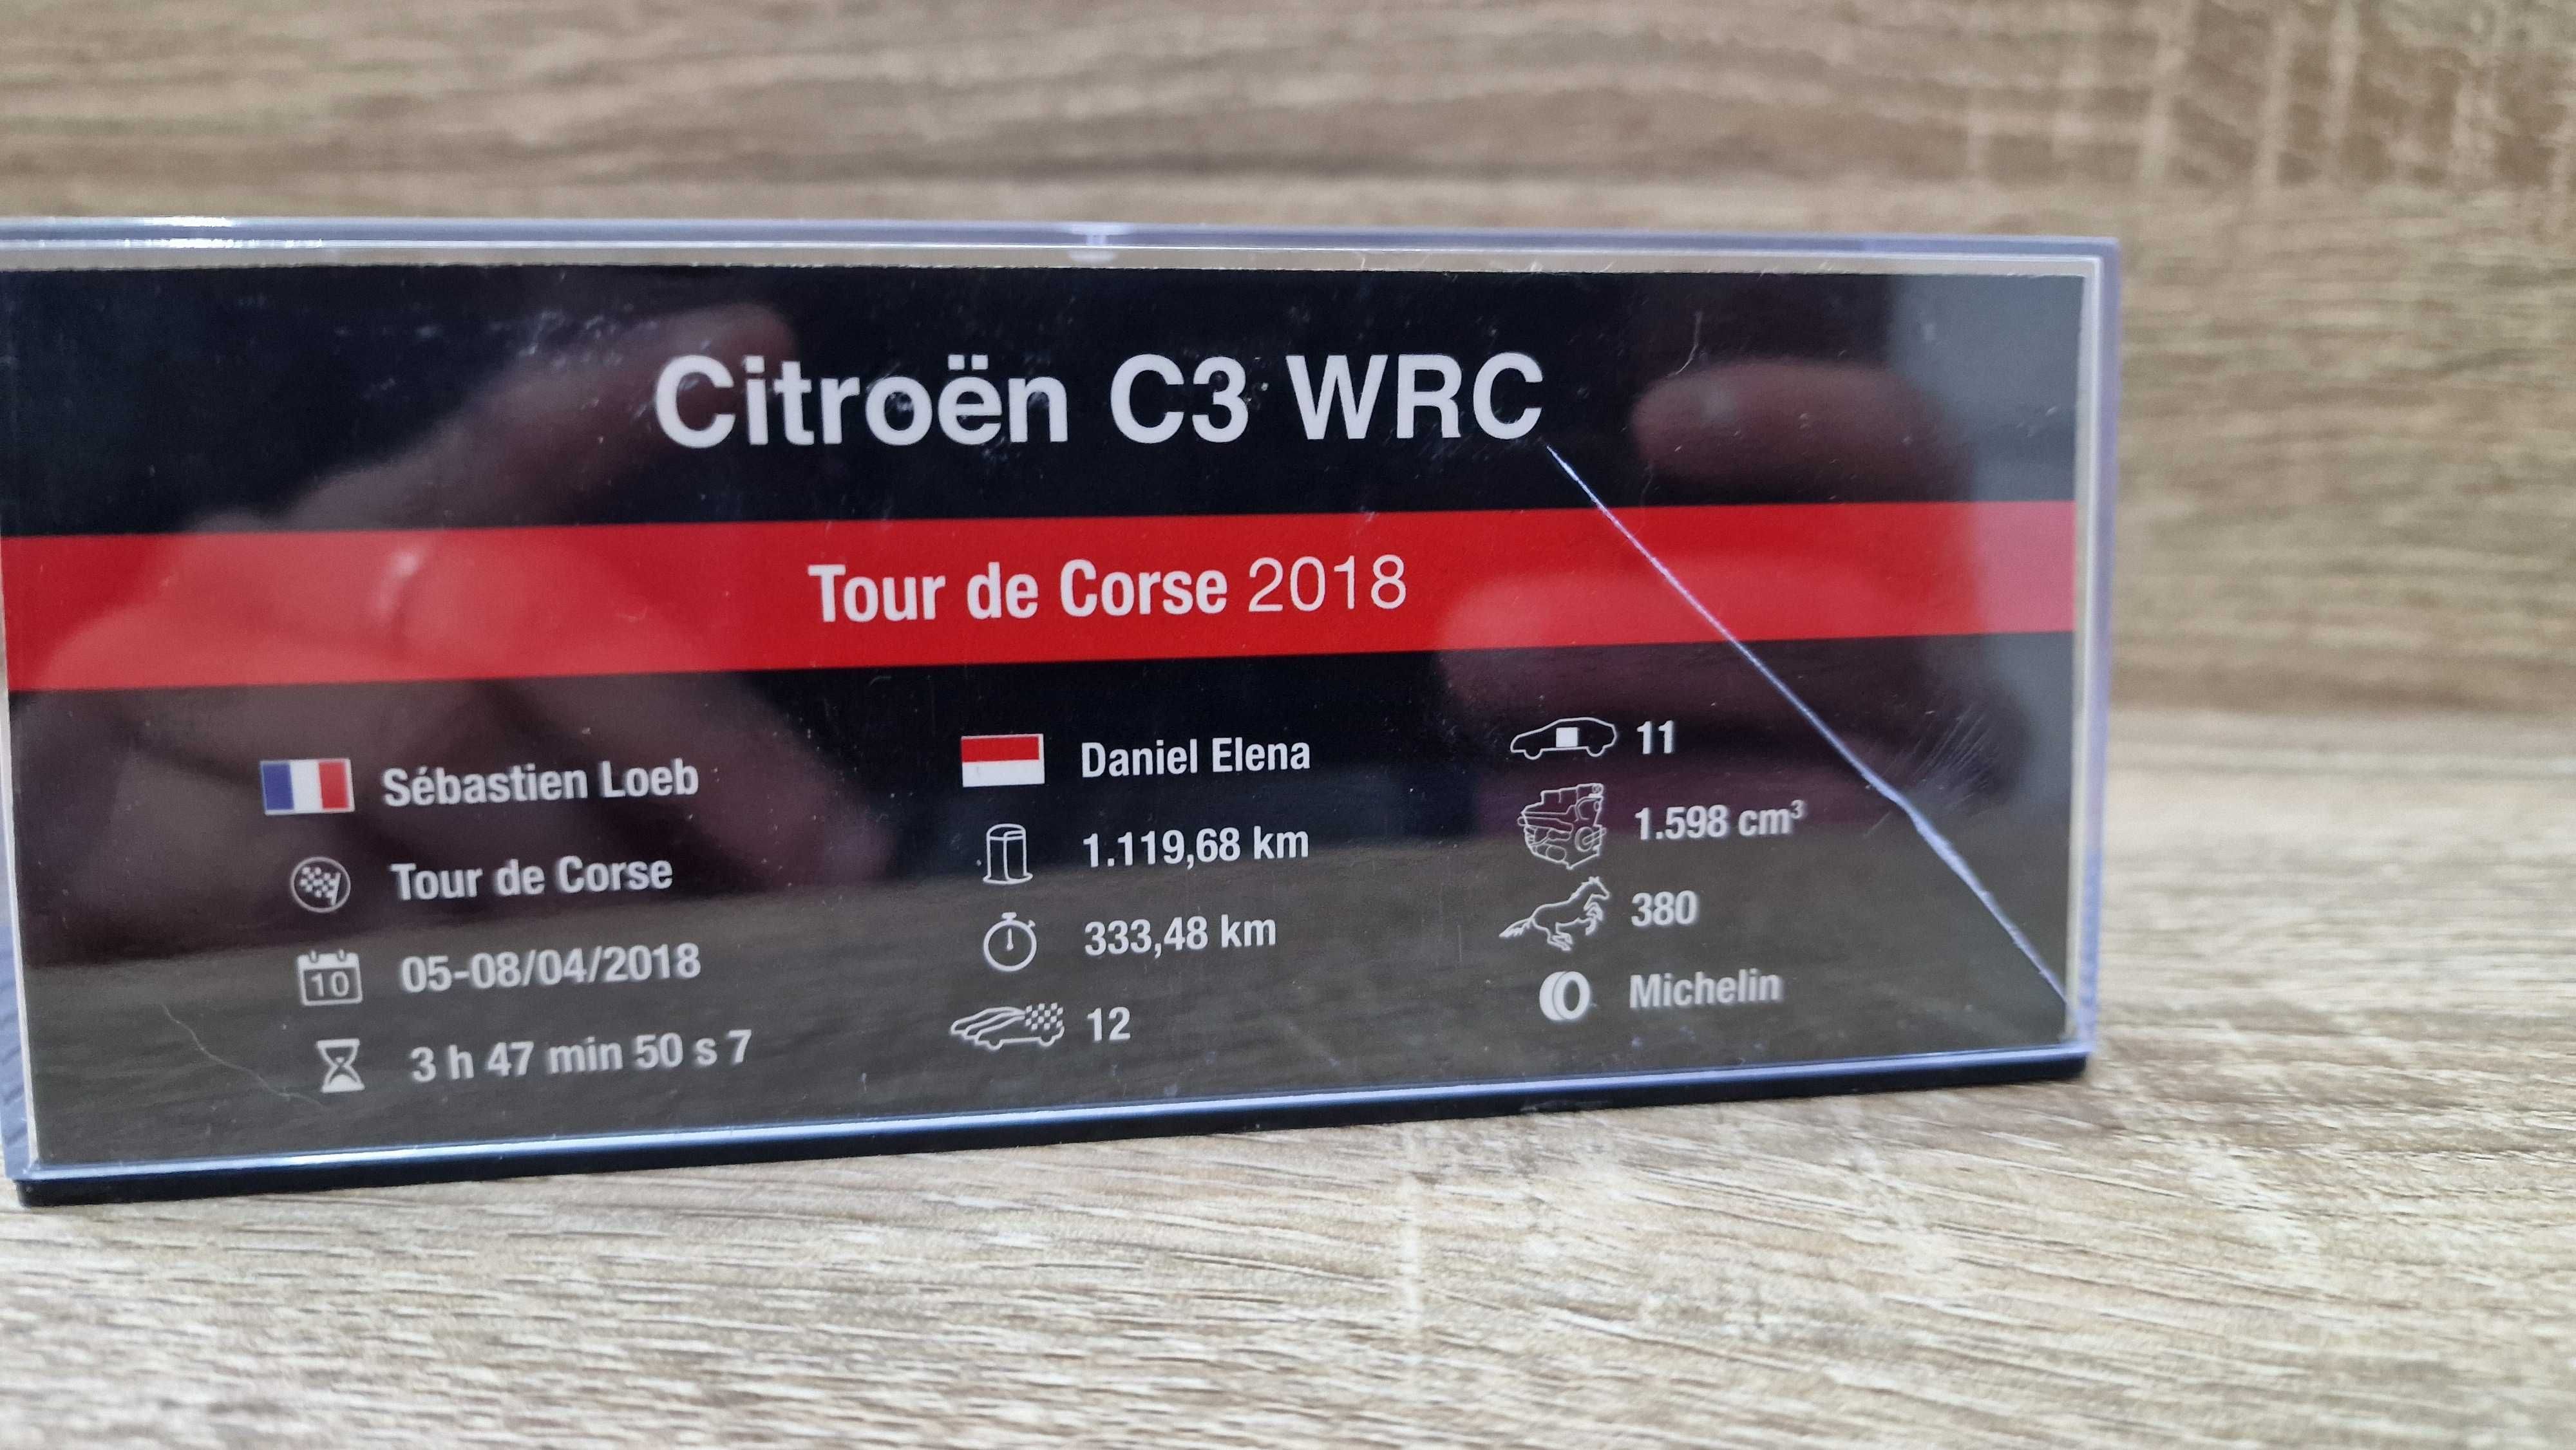 Citroën C3 WRC
Tour de Corse 2018
Sébastien Loeb
Tour de Corse
10
05-08/04/2018
3 h 47 min 50 s 7
Daniel Elena
1.119,68 km
333,48 km
12
11
1.598 cm³
380
Michelin